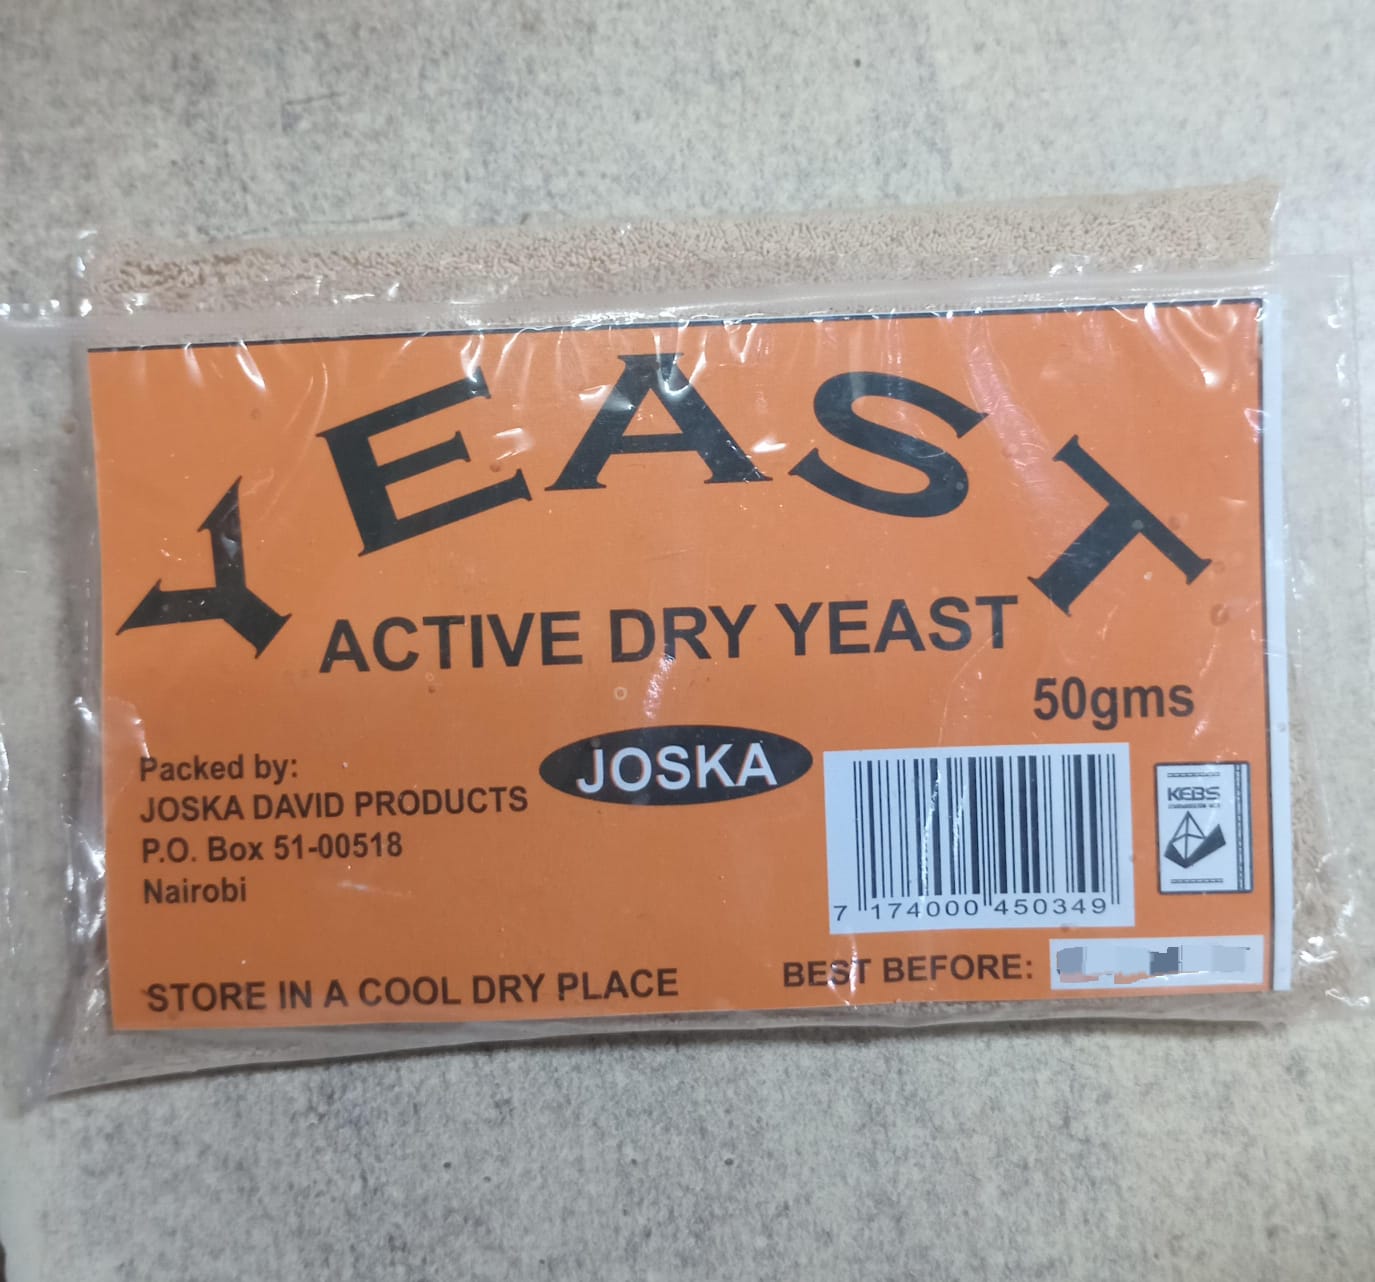 YEAST
ACTIVE DRY YEAST
50gms
JOSKA
Packed by:
JOSKA DAVID PRODUCTS
P.O. Box 51-00518
Nairobi
KEBS
7 174000 450349
STORE IN A COOL DRY PLACE
BEST BEFORE: